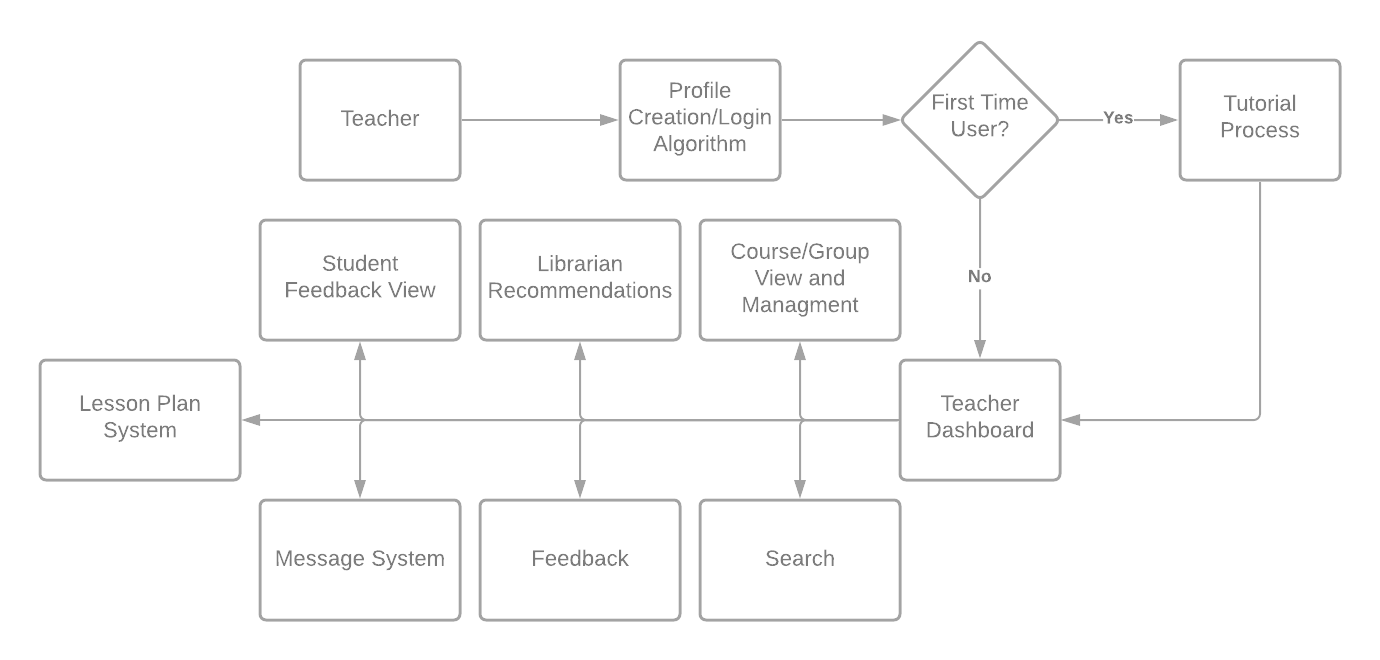 Teacher
Profile
Creation/Login
Algorithm
First Time
User?
Yes
Tutorial
Process
No
Student
Feedback View
Librarian
Recommendations
Course/Group
View and
Managment
Lesson Plan
System
Teacher
Dashboard
Message System
Feedback
Search